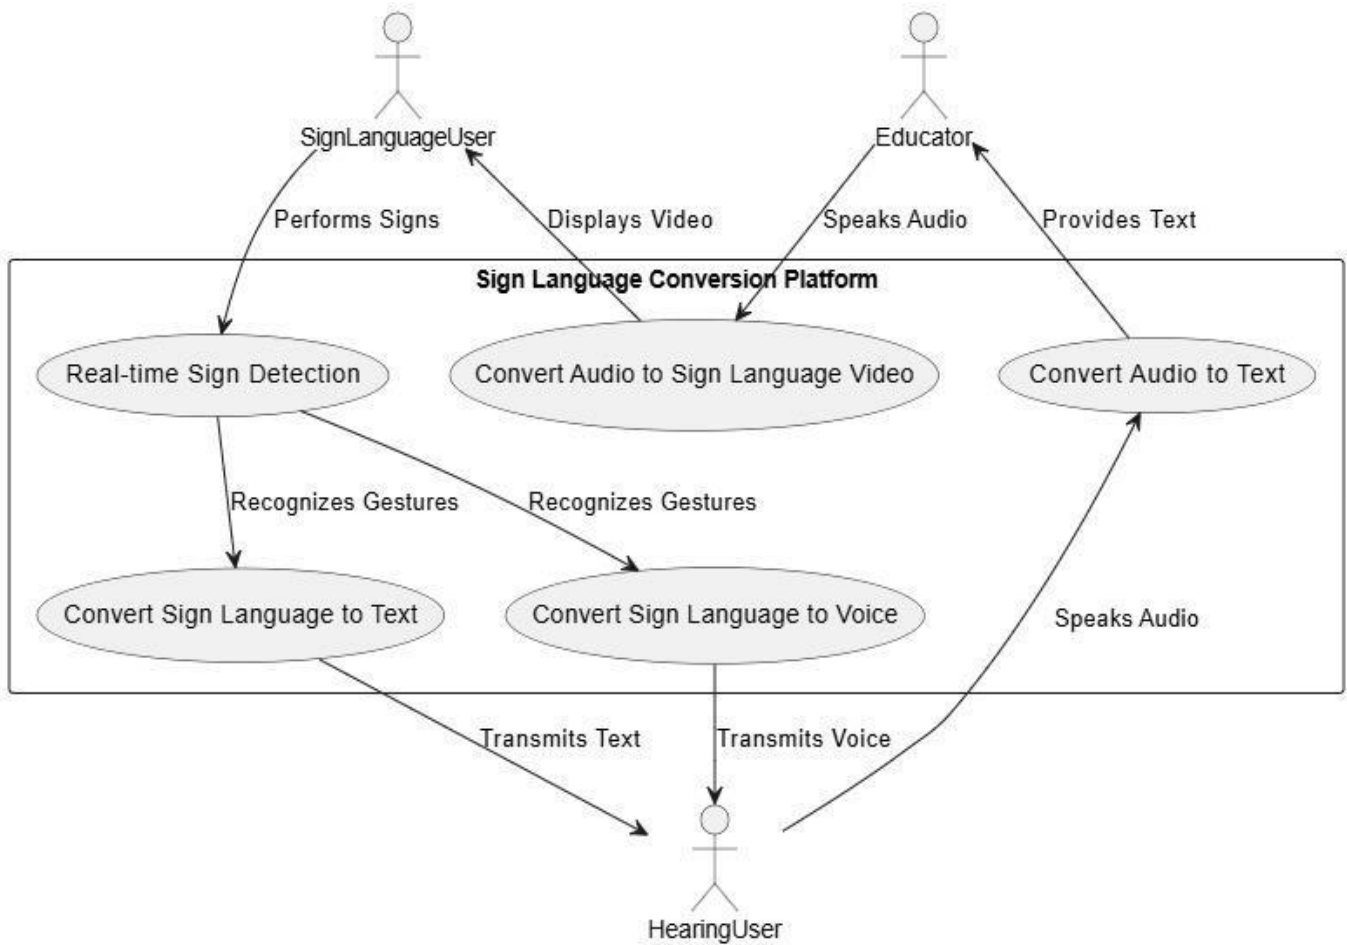 SignLanguageUser
Educator
Performs Signs
Displays Video
Speaks Audio
Provides Text
Sign Language Conversion Platform
Real-time Sign Detection
Convert Audio to Sign Language Video
Convert Audio to Text
Recognizes Gestures
Recognizes Gestures
Convert Sign Language to Text
Convert Sign Language to Voice
Speaks Audio
Transmits Text
Transmits Voice
HearingUser